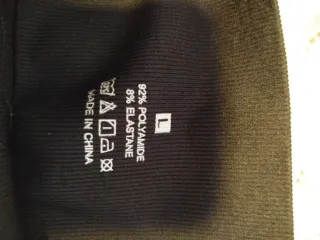 L
92% POLYAMIDE
8% ELASTANE
MADE IN CHINA